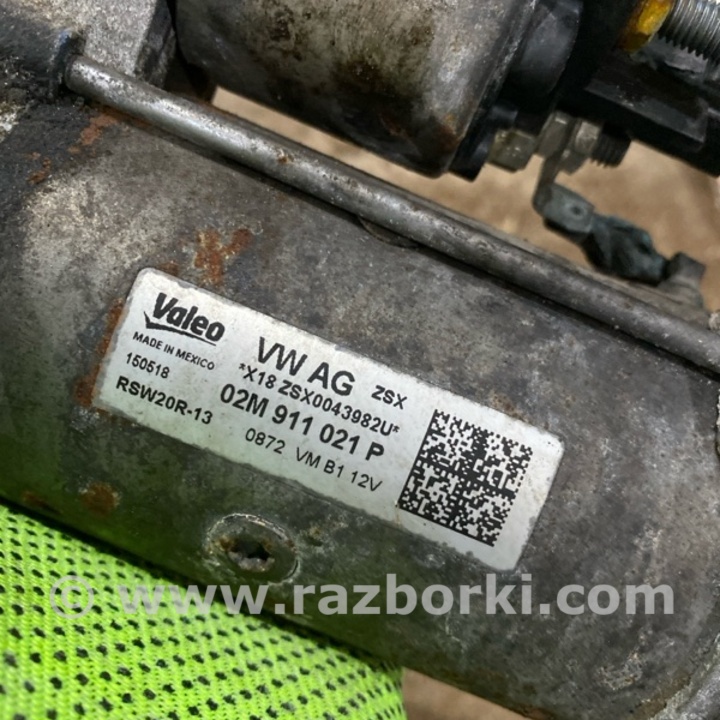 Valeo
MADE IN MEXICO
150518
RSW20R-13
VW AG ZSX
*X18 ZSX0043982U*
02M 911 021 P
0872 VM B1 12V
© www.razborki.com